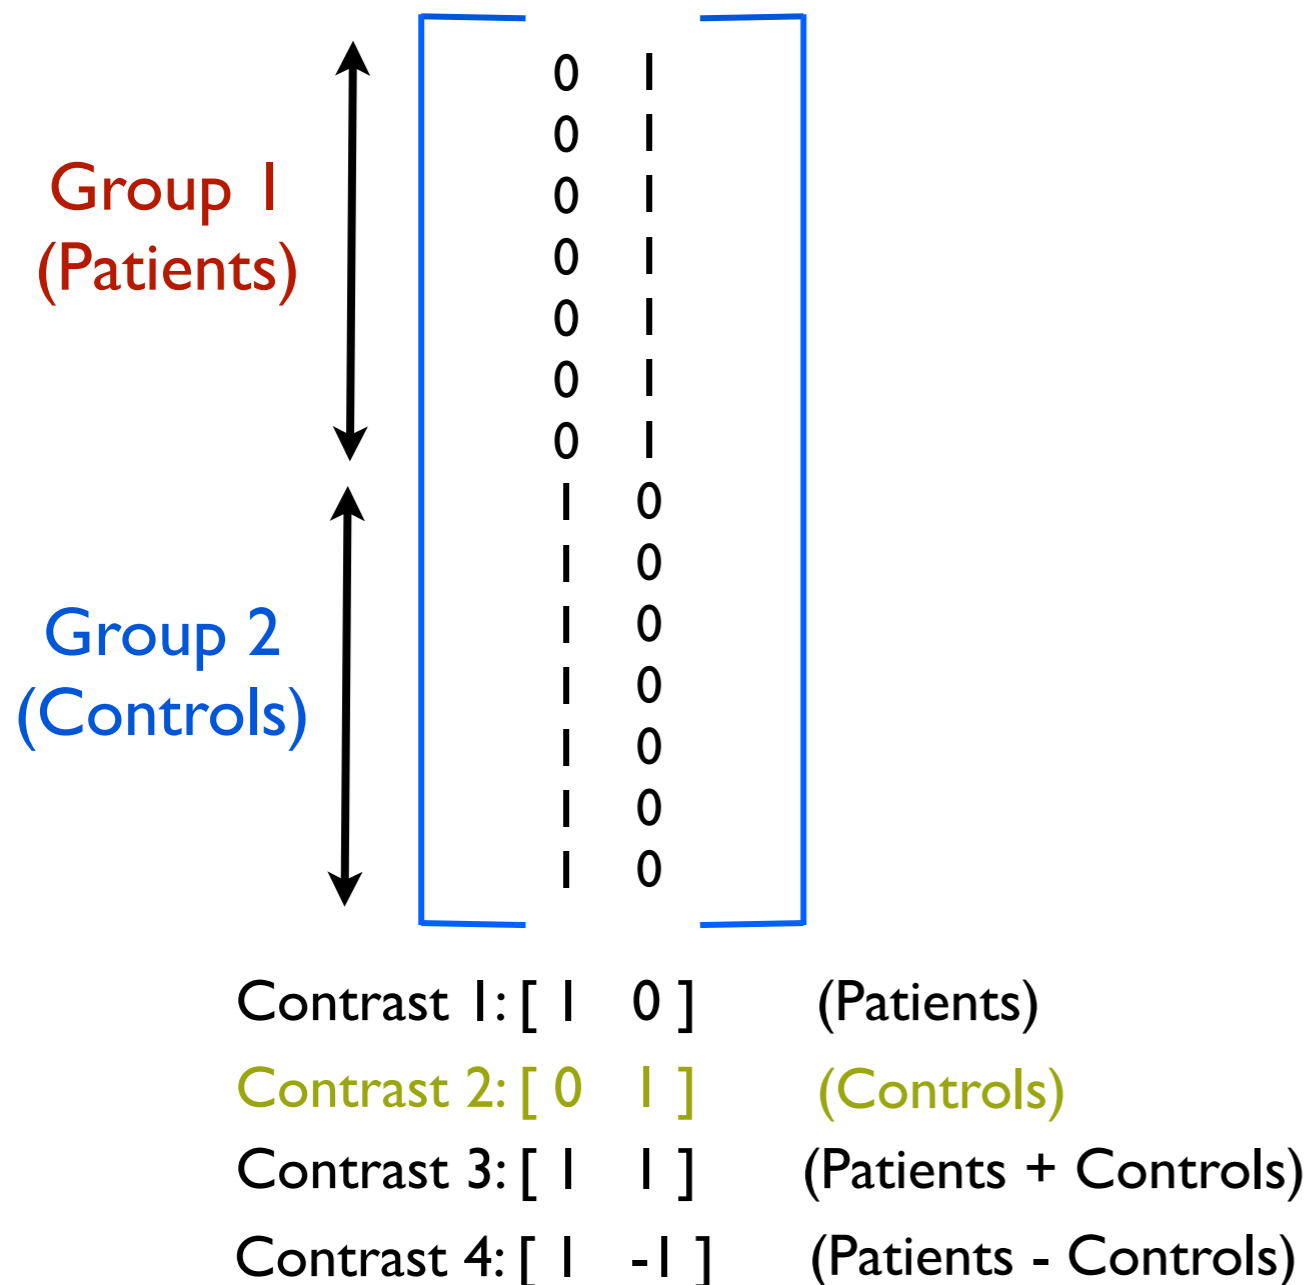 0 1
0 1
0 1
0 1
0 1
0 1
0 1
1 0
1 0
1 0
1 0
1 0
1 0
1 0
Group 1
(Patients)
Group 2
(Controls)
Contrast 1: [ 1 0 ] (Patients)
Contrast 2: [ 0 1 ] (Controls)
Contrast 3: [ 1 1 ] (Patients + Controls)
Contrast 4: [ 1 -1 ] (Patients - Controls)